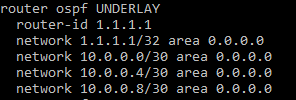 router ospf UNDERLAY
router-id 1.1.1.1
network 1.1.1.1/32 area 0.0.0.0
network 10.0.0.0/30 area 0.0.0.0
network 10.0.0.4/30 area 0.0.0.0
network 10.0.0.8/30 area 0.0.0.0